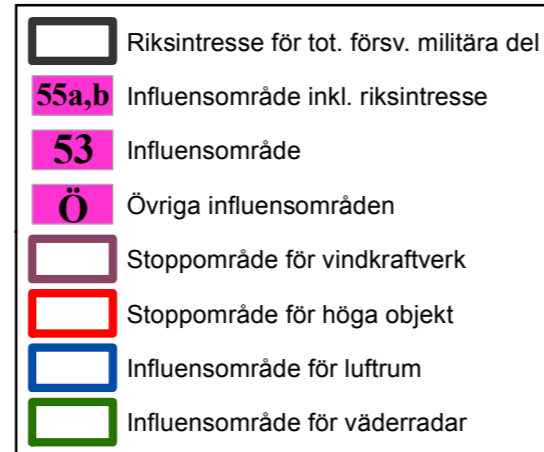 Riksintresse för tot. försv. militära del
55a,b Influensområde inkl. riksintresse
53 Influensområde
Ö Övriga influensområden
Stoppområde för vindkraftverk
Stoppområde för höga objekt
Influensområde för luftrum
Influensområde för väderradar